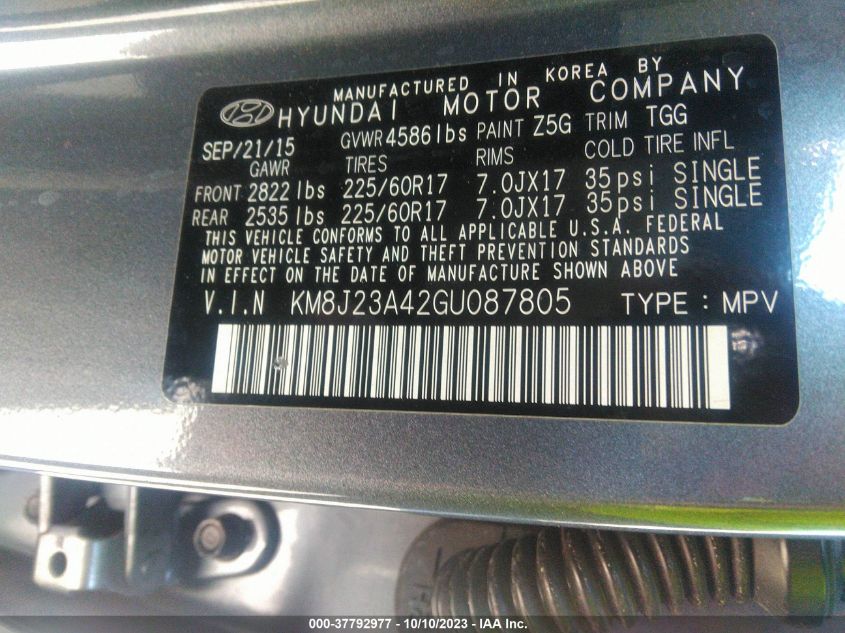 MANUFACTURED IN KOREA BY
HYUNDAI MOTOR COMPANY
SEP/21/15 GVWR 4586 lbs PAINT Z5G TRIM TGG
GAWR TIRES RIMS COLD TIRE INFL
FRONT 2822 lbs 225/60R17 7.0JX17 35psi SINGLE
REAR 2535 lbs 225/60R17 7.0JX17 35psi SINGLE
THIS VEHICLE CONFORMS TO ALL APPLICABLE U.S.A. FEDERAL
MOTOR VEHICLE SAFETY AND THEFT PREVENTION STANDARDS
IN EFFECT ON THE DATE OF MANUFACTURE SHOWN ABOVE
V.I.N KM8J23A42GU087805 TYPE : MPV
000-37792977 - 10/10/2023 - IAA Inc.